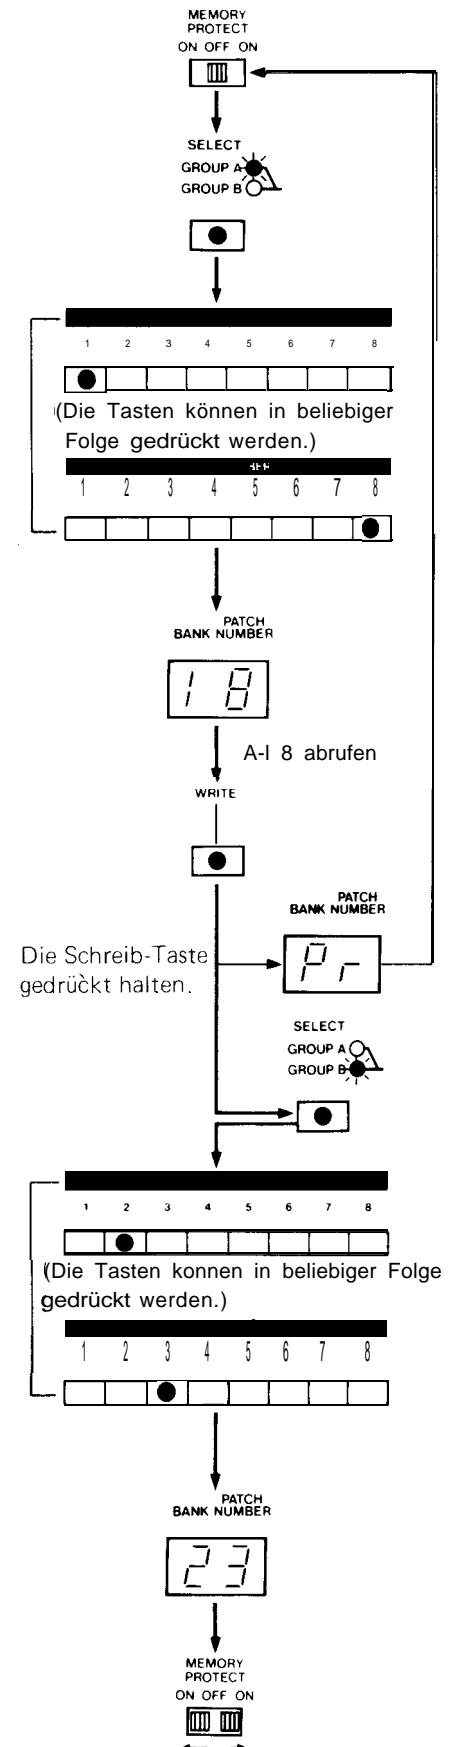 MEMORY
PROTECT
ON OFF ON
SELECT
GROUP A
GROUP B
1 2 3 4 5 6 7 8
(Die Tasten können in beliebiger
Folge gedrückt werden.)
1 2 3 4 5 6 7 8
PATCH
BANK NUMBER
1 8
A-I 8 abrufen
WRITE
PATCH
BANK NUMBER
Pr
Die Schreib-Taste
gedrückt halten.
SELECT
GROUP A
GROUP B
1 2 3 4 5 6 7 8
(Die Tasten konnen in beliebiger Folge
gedrückt werden.)
1 2 3 4 5 6 7 8
PATCH
BANK NUMBER
23
MEMORY
PROTECT
ON OFF ON